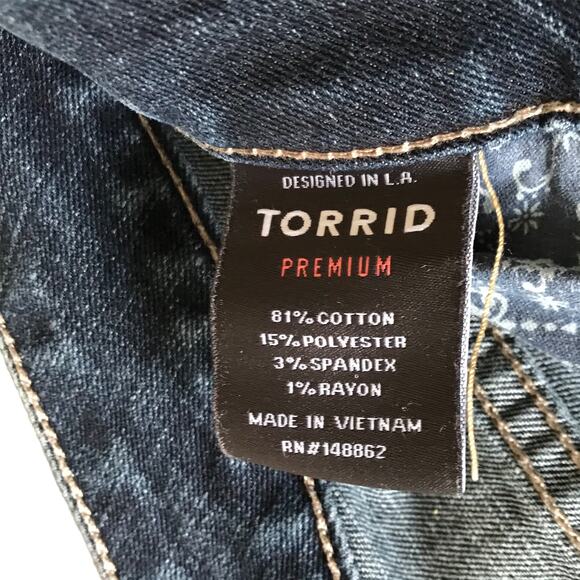 DESIGNED IN L.A.
TORRID
PREMIUM
81% COTTON
15% POLYESTER
3% SPANDEX
1% RAYON
MADE IN VIETNAM
RN#148862